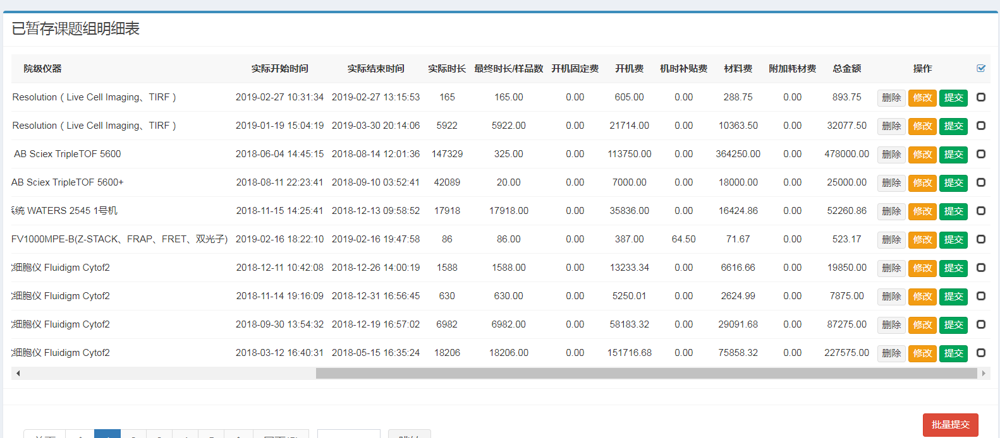 已暂存课题组明细表
院级仪器 实际开始时间 实际结束时间 实际时长 最终时长/样品数 开机固定费 开机费 机时补贴费 材料费 附加耗材费 总金额 操作
Resolution ( Live Cell Imaging、TIRF ) 2019-02-27 10:31:34 2019-02-27 13:15:53 165 165.00 0.00 605.00 0.00 288.75 0.00 893.75 删除 修改 提交
Resolution ( Live Cell Imaging、TIRF ) 2019-01-19 15:04:19 2019-03-30 20:14:06 5922 5922.00 0.00 21714.00 0.00 10363.50 0.00 32077.50 删除 修改 提交
AB Sciex TripleTOF 5600 2018-06-04 14:45:15 2018-08-14 12:01:36 147329 325.00 0.00 113750.00 0.00 364250.00 0.00 478000.00 删除 修改 提交
AB Sciex TripleTOF 5600+ 2018-08-11 22:23:41 2018-09-10 03:52:41 42089 20.00 0.00 7000.00 0.00 18000.00 0.00 25000.00 删除 修改 提交
系统 WATERS 2545 1号机 2018-11-15 14:25:41 2018-12-13 09:58:52 17918 17918.00 0.00 35836.00 0.00 16424.86 0.00 52260.86 删除 修改 提交
FV1000MPE-B(Z-STACK、FRAP、FRET、双光子) 2019-02-16 18:22:10 2019-02-16 19:47:58 86 86.00 0.00 387.00 64.50 71.67 0.00 523.17 删除 修改 提交
细胞仪 Fluidigm Cytof2 2018-12-11 10:42:08 2018-12-26 14:00:19 1588 1588.00 0.00 13233.34 0.00 6616.66 0.00 19850.00 删除 修改 提交
细胞仪 Fluidigm Cytof2 2018-11-14 19:16:09 2018-12-31 16:56:45 630 630.00 0.00 5250.01 0.00 2624.99 0.00 7875.00 删除 修改 提交
细胞仪 Fluidigm Cytof2 2018-09-30 13:54:32 2018-12-19 16:57:02 6982 6982.00 0.00 58183.32 0.00 29091.68 0.00 87275.00 删除 修改 提交
细胞仪 Fluidigm Cytof2 2018-03-12 16:40:31 2018-05-15 16:35:24 18206 18206.00 0.00 151716.68 0.00 75858.32 0.00 227575.00 删除 修改 提交
批量提交